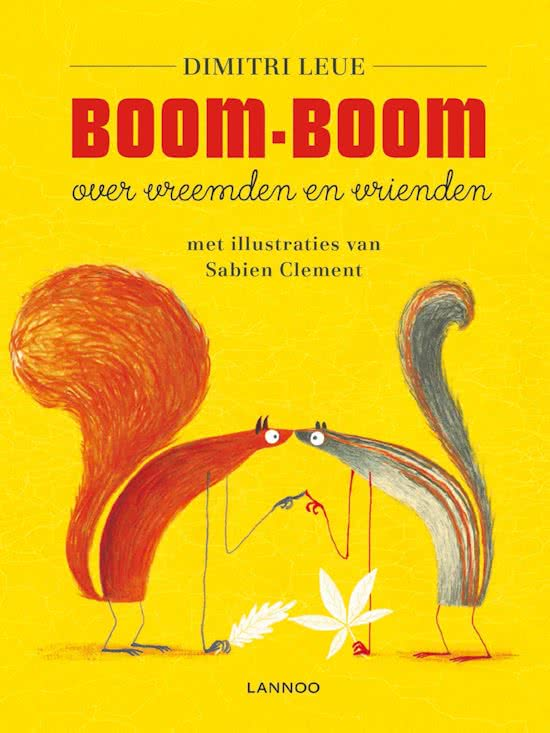 DIMITRI LEUE
BOOM-BOOM
over vreemden en vrienden
met illustraties van
Sabien Clement
LANNOO